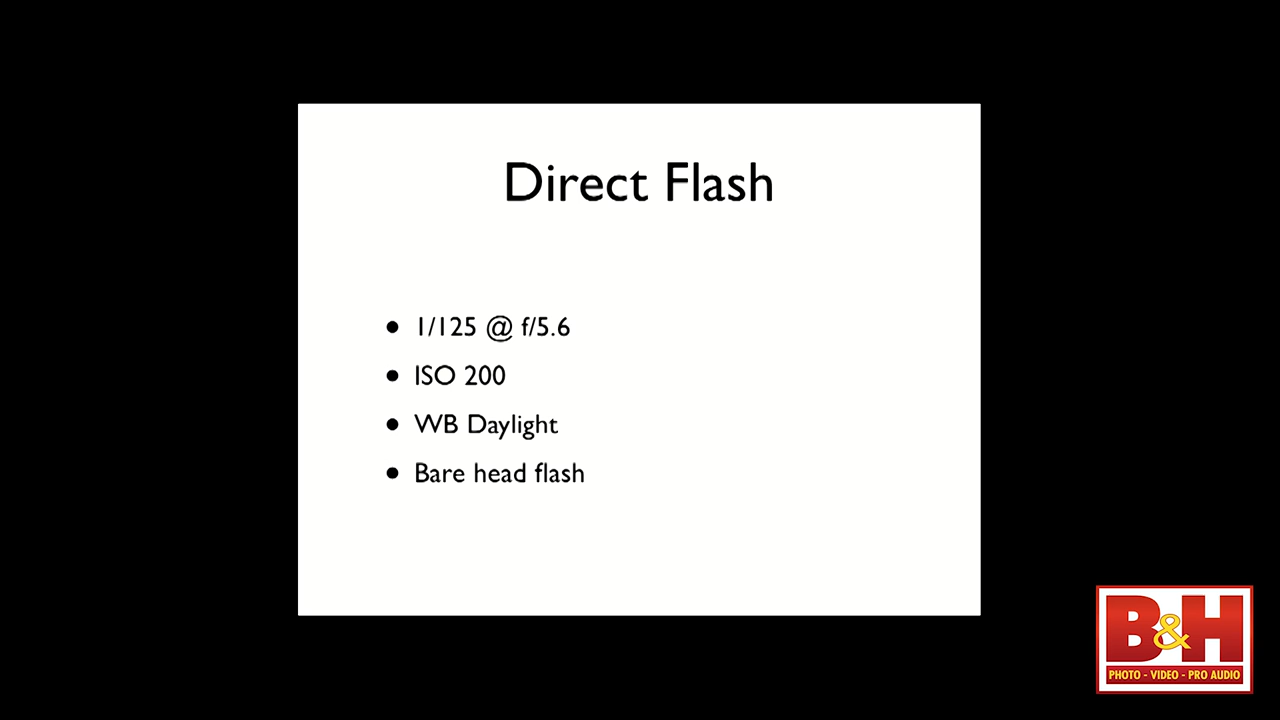 Direct Flash
• 1/125 @ f/5.6
• ISO 200
• WB Daylight
• Bare head flash
B&H
PHOTO - VIDEO - PRO AUDIO